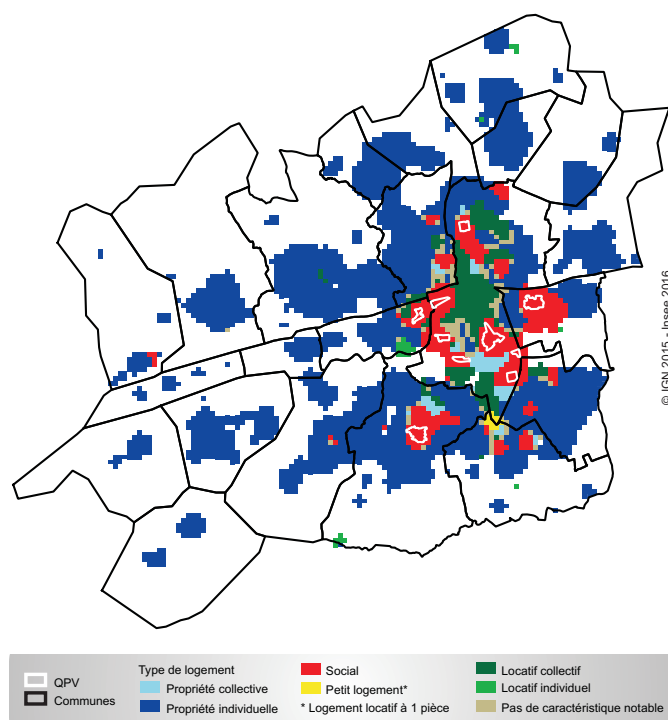 © IGN 2015 - Insee 2016
QPV
Communes
Type de logement
Propriété collective
Propriété individuelle
Social
Petit logement*
* Logement locatif à 1 pièce
Locatif collectif
Locatif individuel
Pas de caractéristique notable